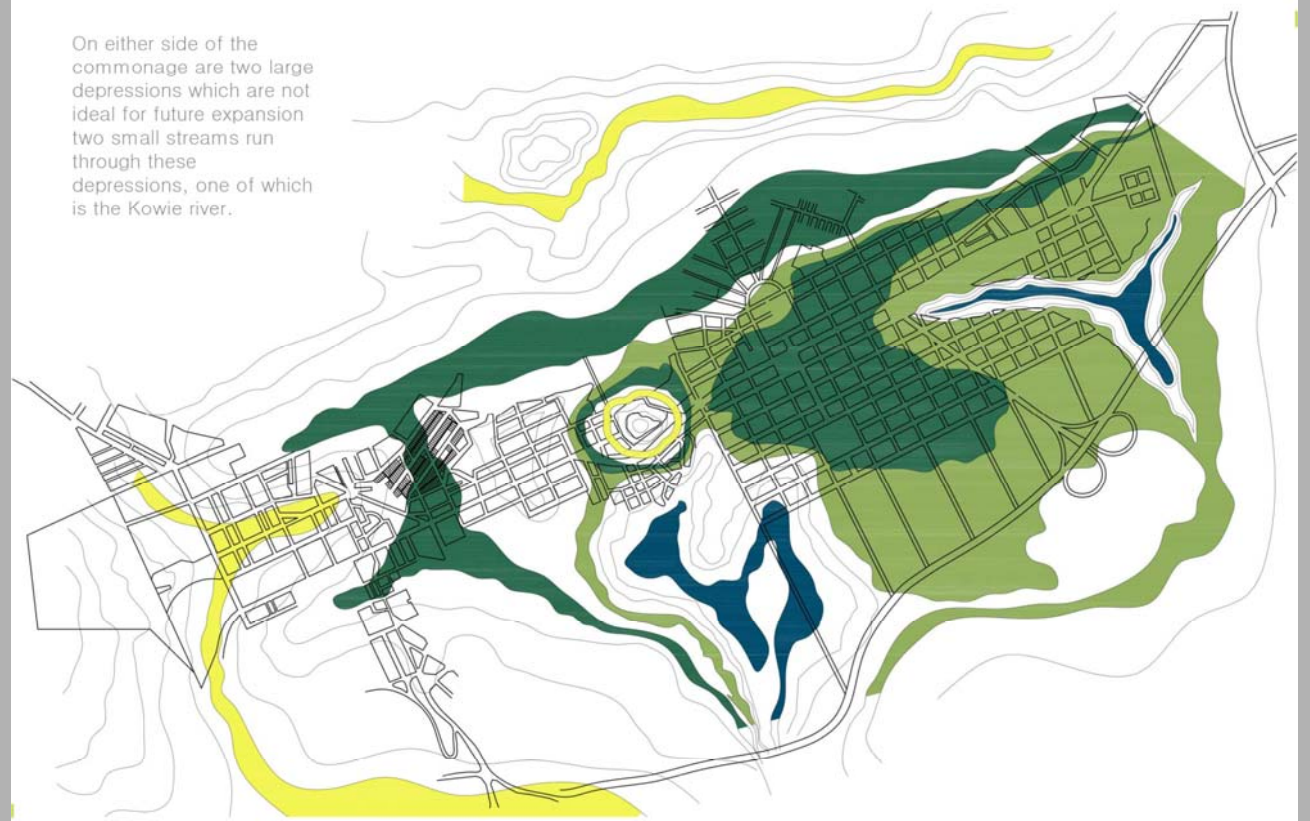 On either side of the
commonage are two large
depressions which are not
ideal for future expansion
two small streams run
through these
depressions, one of which
is the Kowie river.